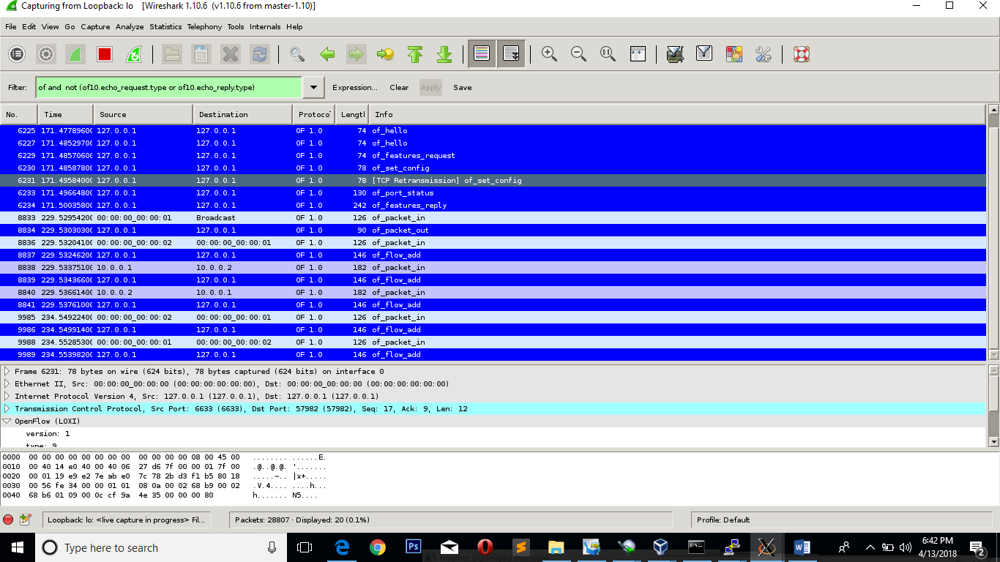 Capturing from Loopback: lo [Wireshark 1.10.6 (v1.10.6 from master-1.10)]
File Edit View Go Capture Analyze Statistics Telephony Tools Internals Help
Filter: of and not (of10.echo_request.type or of10.echo_reply.type) Expression... Clear Apply Save
No. Time Source Destination Protoco Lengtl Info
6225 171.47789600 127.0.0.1 127.0.0.1 OF 1.0 74 of_hello
6227 171.48529700 127.0.0.1 127.0.0.1 OF 1.0 74 of_hello
6229 171.48570600 127.0.0.1 127.0.0.1 OF 1.0 74 of_features_request
6230 171.48587800 127.0.0.1 127.0.0.1 OF 1.0 78 of_set_config
6231 171.49584000 127.0.0.1 127.0.0.1 OF 1.0 78 [TCP Retransmission] of_set_config
6233 171.49664800 127.0.0.1 127.0.0.1 OF 1.0 130 of_port_status
6234 171.50035800 127.0.0.1 127.0.0.1 OF 1.0 242 of_features_reply
8833 229.52954200 00:00:00_00:00:01 Broadcast OF 1.0 126 of_packet_in
8834 229.53030300 127.0.0.1 127.0.0.1 OF 1.0 90 of_packet_out
8836 229.53204100 00:00:00_00:00:02 00:00:00_00:00:01 OF 1.0 126 of_packet_in
8837 229.53246200 127.0.0.1 127.0.0.1 OF 1.0 146 of_flow_add
8838 229.53375100 10.0.0.1 10.0.0.2 OF 1.0 182 of_packet_in
8839 229.53436600 127.0.0.1 127.0.0.1 OF 1.0 146 of_flow_add
8840 229.53661400 10.0.0.2 10.0.0.1 OF 1.0 182 of_packet_in
8841 229.53761000 127.0.0.1 127.0.0.1 OF 1.0 146 of_flow_add
9985 234.54922400 00:00:00_00:00:02 00:00:00_00:00:01 OF 1.0 126 of_packet_in
9986 234.54991400 127.0.0.1 127.0.0.1 OF 1.0 146 of_flow_add
9988 234.55285300 00:00:00_00:00:01 00:00:00_00:00:02 OF 1.0 126 of_packet_in
9989 234.55398200 127.0.0.1 127.0.0.1 OF 1.0 146 of_flow_add
Frame 6231: 78 bytes on wire (624 bits), 78 bytes captured (624 bits) on interface 0
Ethernet II, Src: 00:00:00_00:00:00 (00:00:00:00:00:00), Dst: 00:00:00_00:00:00 (00:00:00:00:00:00)
Internet Protocol Version 4, Src: 127.0.0.1 (127.0.0.1), Dst: 127.0.0.1 (127.0.0.1)
Transmission Control Protocol, Src Port: 6633 (6633), Dst Port: 57982 (57982), Seq: 17, Ack: 9, Len: 12
OpenFlow (LOXI)
version: 1
type: 9
0000 00 00 00 00 00 00 00 00 00 00 00 00 08 00 45 00 ........ ......E.
0010 00 40 14 e0 40 00 40 06 27 d6 7f 00 00 01 7f 00 .@..@.@. '.......
0020 00 01 19 e9 e2 7e ab e0 7c 78 2b d3 f1 b5 80 18 .....~.. |x+.....
0030 00 56 fe 34 00 00 01 01 08 0a 00 02 68 b9 00 02 .V.4.... ....h...
0040 68 b6 01 09 00 0c cf 9a 4e 35 00 00 00 80 h....... N5....
Loopback: lo: <live capture in progress> Fil... Packets: 28807 · Displayed: 20 (0.1%) Profile: Default
Type here to search
Ps
6:42 PM
4/13/2018
2
Internet Download Manager